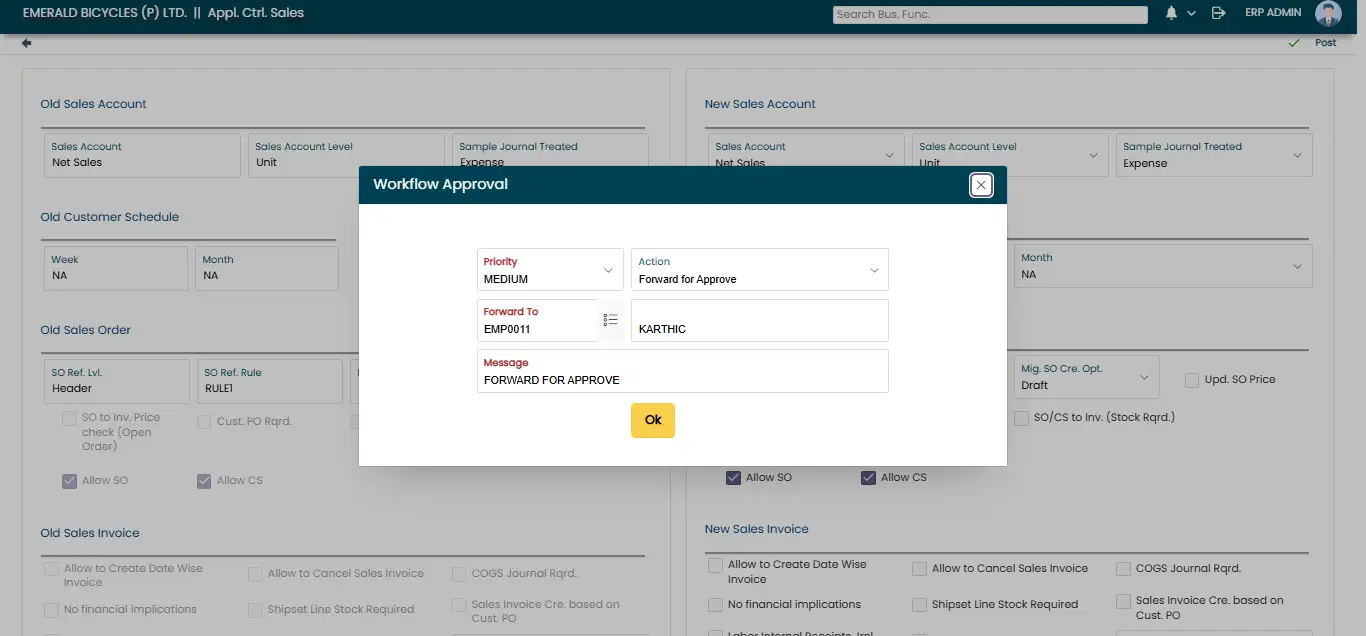 EMERALD BICYCLES (P) LTD. || Appl. Ctrl. Sales
Search Bus, Func.
ERP ADMIN
Post
Old Sales Account
New Sales Account
Sales Account
Net Sales
Sales Account Level
Unit
Sample Journal Treated
Expense
Sales Account
Net Sales
Sales Account Level
Unit
Sample Journal Treated
Expense
Workflow Approval
Priority
MEDIUM
Action
Forward for Approve
Forward To
EMP0011
KARTHIC
Message
FORWARD FOR APPROVE
Ok
Old Customer Schedule
Week
NA
Month
NA
Month
NA
Old Sales Order
SO Ref. Lvl.
Header
SO Ref. Rule
RULE1
Mig. SO Cre. Opt.
Draft
Upd. SO Price
SO to Inv. Price
check (Open
Order)
Cust. PO Rqrd.
SO/CS to Inv. (Stock Rqrd.)
Allow SO
Allow CS
Allow SO
Allow CS
Old Sales Invoice
New Sales Invoice
Allow to Create Date Wise
Invoice
Allow to Cancel Sales Invoice
COGS Journal Rqrd.
Allow to Create Date Wise
Invoice
Allow to Cancel Sales Invoice
COGS Journal Rqrd.
No financial implications
Shipset Line Stock Required
Sales Invoice Cre. based on
Cust. PO
No financial implications
Shipset Line Stock Required
Sales Invoice Cre. based on
Cust. PO